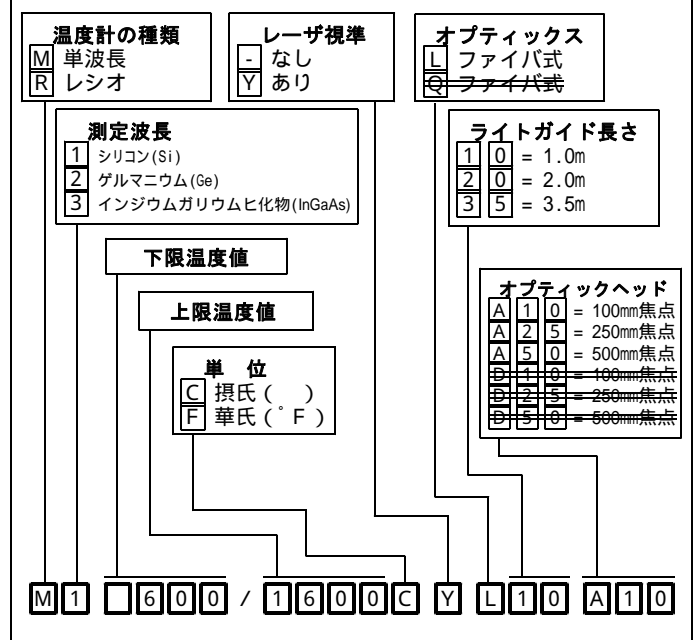 温度計の種類
M 単波長
R レシオ
レーザ視準
- なし
Y あり
オプティックス
L ファイバ式
Q ファイバ式
測定波長
1 シリコン(Si)
2 ゲルマニウム(Ge)
3 インジウムガリウムヒ化物(InGaAs)
ライトガイド長さ
1 0 = 1.0m
2 0 = 2.0m
3 5 = 3.5m
下限温度値
上限温度値
単 位
C 摂氏( )
F 華氏(°F)
オプティックヘッド
A 1 0 = 100mm焦点
A 2 5 = 250mm焦点
A 5 0 = 500mm焦点
D 1 0 = 100mm焦点
D 2 5 = 250mm焦点
D 5 0 = 500mm焦点
M 1 6 0 0 / 1 6 0 0 C Y L 1 0 A 1 0